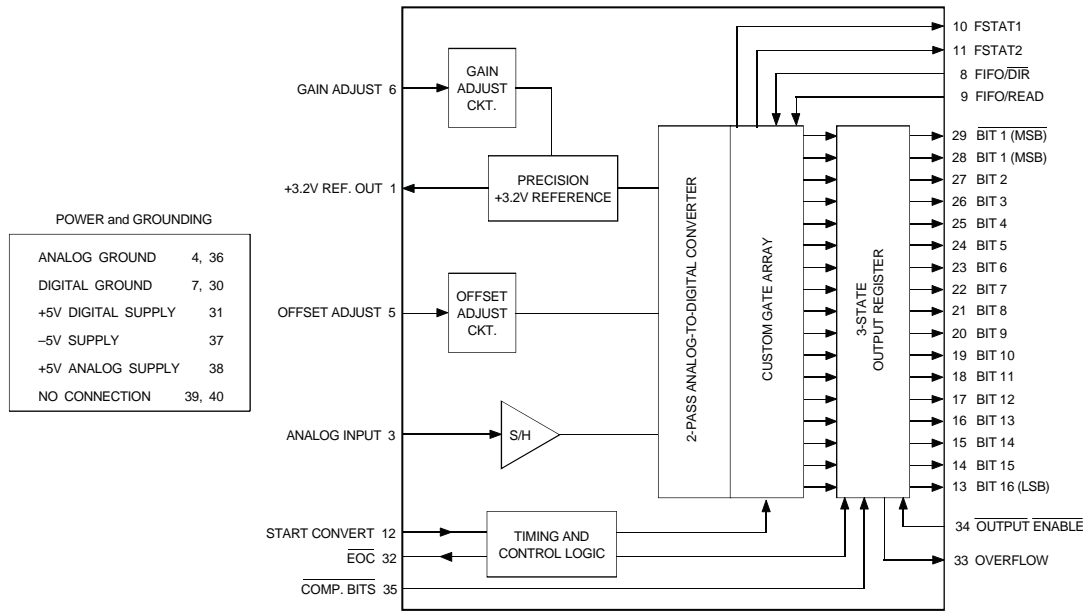 10 FSTAT1
11 FSTAT2
8 FIFO/DIR
9 FIFO/READ
GAIN ADJUST 6
GAIN
ADJUST
CKT.
+3.2V REF. OUT 1
PRECISION
+3.2V REFERENCE
OFFSET ADJUST 5
OFFSET
ADJUST
CKT.
ANALOG INPUT 3
S/H
START CONVERT 12
EOC 32
COMP. BITS 35
TIMING AND
CONTROL LOGIC
2-PASS ANALOG-TO-DIGITAL CONVERTER
CUSTOM GATE ARRAY
3-STATE
OUTPUT REGISTER
29 BIT 1 (MSB)
28 BIT 1 (MSB)
27 BIT 2
26 BIT 3
25 BIT 4
24 BIT 5
23 BIT 6
22 BIT 7
21 BIT 8
20 BIT 9
19 BIT 10
18 BIT 11
17 BIT 12
16 BIT 13
15 BIT 14
14 BIT 15
13 BIT 16 (LSB)
34 OUTPUT ENABLE
33 OVERFLOW
POWER and GROUNDING
ANALOG GROUND 4, 36
DIGITAL GROUND 7, 30
+5V DIGITAL SUPPLY 31
–5V SUPPLY 37
+5V ANALOG SUPPLY 38
NO CONNECTION 39, 40